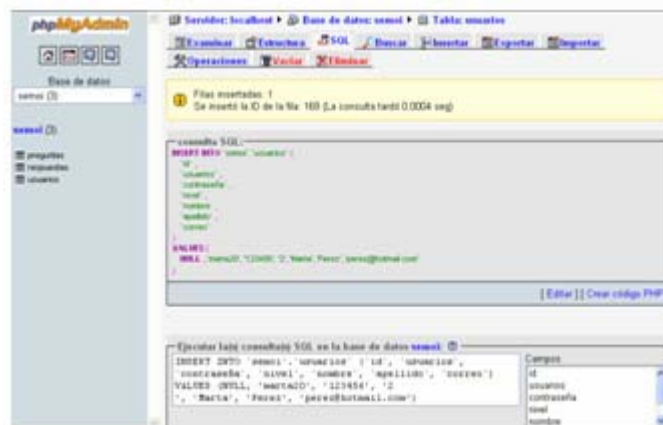 phpMyAdmin
Servidor: localhost ▸ Base de datos: semoi ▸ Tabla: usuarios
Examinar Estructura SQL Buscar Insertar Exportar Importar
Operaciones Vaciar Eliminar
Base de datos
semoi (3)
semoi (3)
preguntas
respuestas
usuarios
Filas insertadas: 1
Se insertó la ID de la fila: 169 (La consulta tardó 0.0004 seg)
consulta SQL:
INSERT INTO `semoi`.`usuarios` (
`id` ,
`usuarios` ,
`contraseña` ,
`nivel` ,
`nombre` ,
`apellido` ,
`correo`
)
VALUES (
NULL , 'marta20', '123456', '2', 'Marta', 'Perez', 'perez@hotmail.com'
)
[ Editar ] [ Crear código PHP
Ejecutar la(s) consulta(s) SQL en la base de datos semoi:
INSERT INTO `semoi`.`usuarios` (`id`, `usuarios`,
`contraseña`, `nivel`, `nombre`, `apellido`, `correo`)
VALUES (NULL, 'marta20', '123456', '2
', 'Marta', 'Perez', 'perez@hotmail.com')
Campos
id
usuarios
contraseña
nivel
nombre